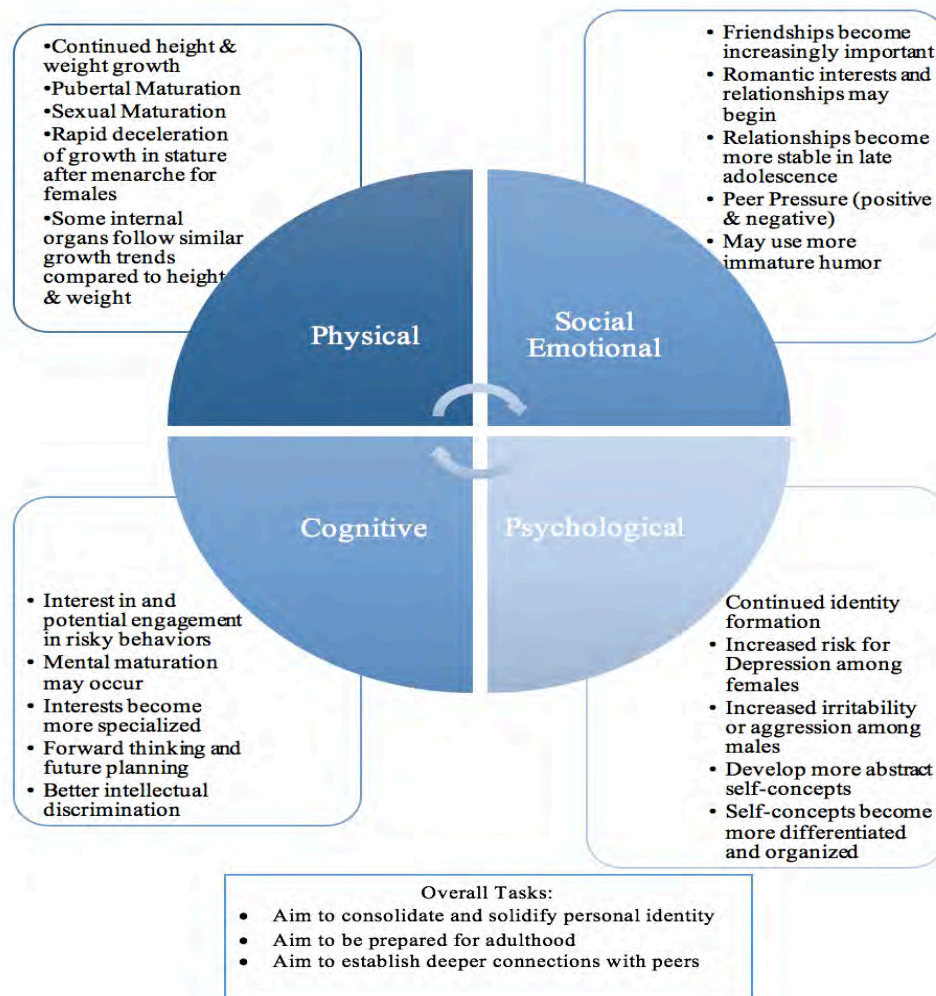 •Continued height &
weight growth
•Pubertal Maturation
•Sexual Maturation
•Rapid deceleration
of growth in stature
after menarche for
females
•Some internal
organs follow similar
growth trends
compared to height
& weight
• Friendships become
increasingly important
• Romantic interests and
relationships may
begin
• Relationships become
more stable in late
adolescence
• Peer Pressure (positive
& negative)
• May use more
immature humor
Physical
Social
Emotional
Cognitive
Psychological
• Interest in and
potential engagement
in risky behaviors
• Mental maturation
may occur
• Interests become
more specialized
• Forward thinking and
future planning
• Better intellectual
discrimination
Continued identity
formation
• Increased risk for
Depression among
females
• Increased irritability
or aggression among
males
• Develop more abstract
self-concepts
• Self-concepts become
more differentiated
and organized
Overall Tasks:
• Aim to consolidate and solidify personal identity
• Aim to be prepared for adulthood
• Aim to establish deeper connections with peers